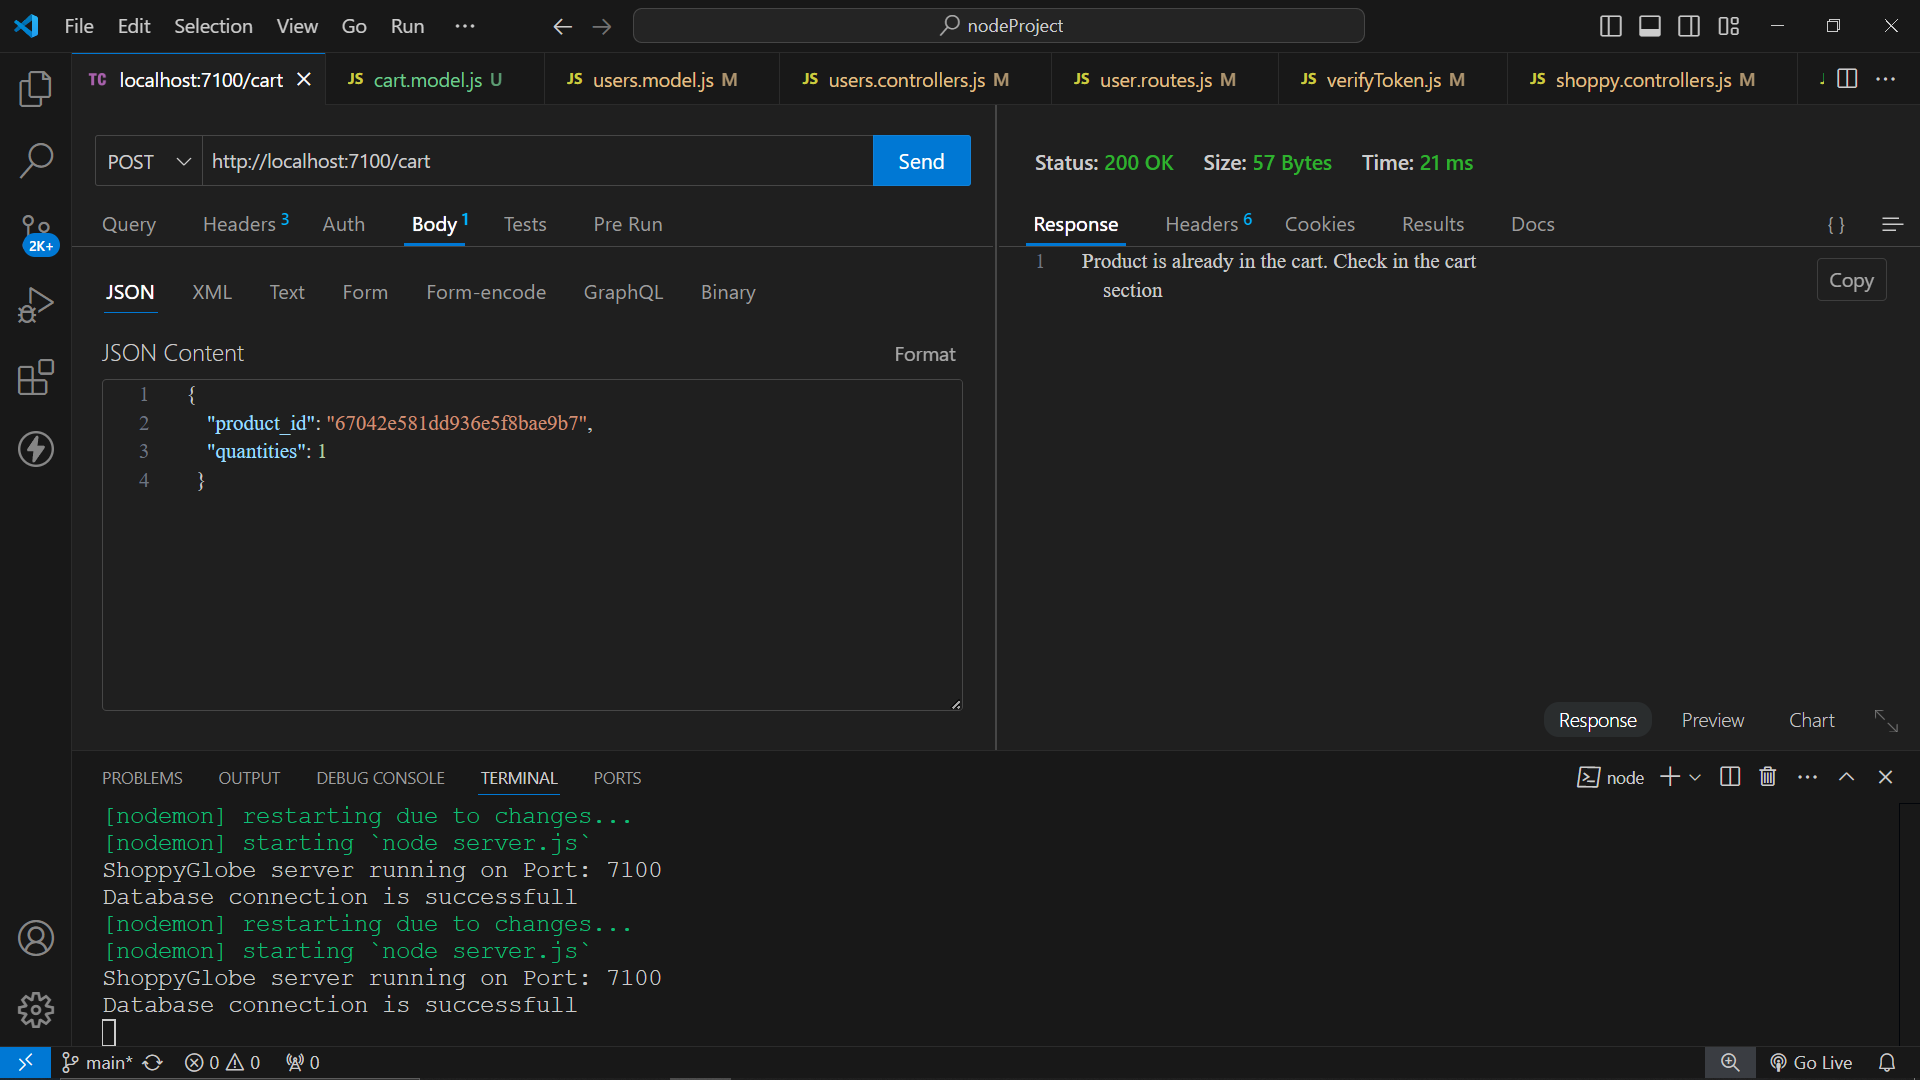 File Edit Selection View Go Run ...
nodeProject
TC localhost:7100/cart
JS cart.model.js U
JS users.model.js M
JS users.controllers.js M
JS user.routes.js M
JS verifyToken.js M
JS shoppy.controllers.js M
POST http://localhost:7100/cart Send
Status: 200 OK Size: 57 Bytes Time: 21 ms
Query Headers 3 Auth Body 1 Tests Pre Run
Response Headers 6 Cookies Results Docs { }
1 Product is already in the cart. Check in the cart
section
Copy
JSON XML Text Form Form-encode GraphQL Binary
JSON Content Format
1 {
2 "product_id": "67042e581dd936e5f8bae9b7",
3 "quantities": 1
4 }
2K+
Response Preview Chart
PROBLEMS OUTPUT DEBUG CONSOLE TERMINAL PORTS
node
[nodemon] restarting due to changes...
[nodemon] starting `node server.js`
ShoppyGlobe server running on Port: 7100
Database connection is successfull
[nodemon] restarting due to changes...
[nodemon] starting `node server.js`
ShoppyGlobe server running on Port: 7100
Database connection is successfull
main* 0 0 0 Go Live